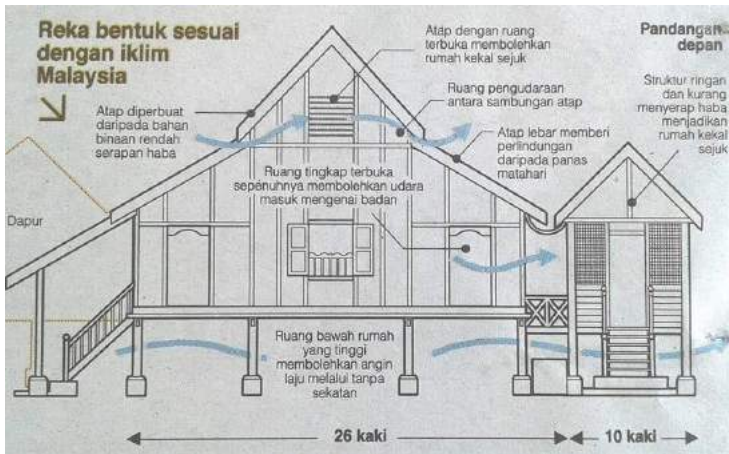 Reka bentuk sesuai
dengan iklim
Malaysia
Atap diperbuat
daripada bahan
binaan rendah
serapan haba
Atap dengan ruang
terbuka membolehkan
rumah kekal sejuk
Ruang pengudaraan
antara sambungan atap
Atap lebar memberi
perlindungan
daripada panas
matahari
Pandangan
depan
Struktur ringan
dan kurang
menyerap haba
menjadikan
rumah kekal
sejuk
Ruang tingkap terbuka
sepenuhnya membolehkan udara
masuk mengenai badan
Dapur
Ruang bawah rumah
yang tinggi
membolehkan angin
laju melalui tanpa
sekatan
26 kaki
10 kaki